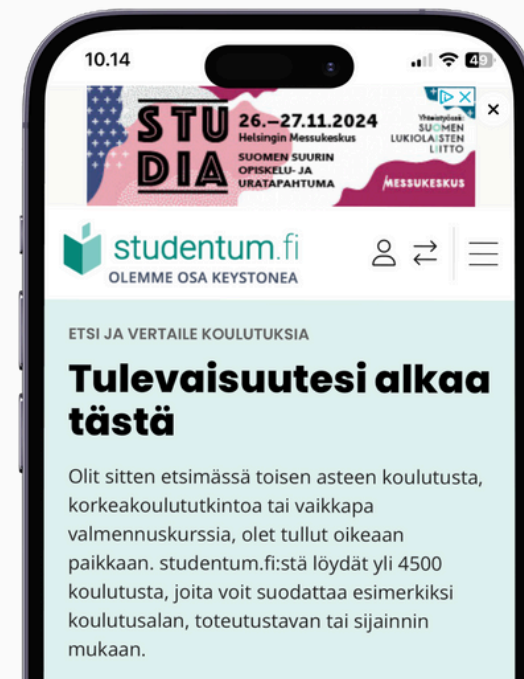 10.14
49
STU
DIA
26.–27.11.2024
Helsingin Messukeskus
SUOMEN SUURIN
OPISKELU- JA
URATAPAHTUMA
Yhteistyössä:
SUOMEN
LUKIOLAISTEN
LIITTO
MESSUKESKUS
studentum.fi
OLEMME OSA KEYSTONEA
ETSI JA VERTAILE KOULUTUKSIA
Tulevaisuutesi alkaa
tästä
Olit sitten etsimässä toisen asteen koulutusta,
korkeakoulututkintoa tai vaikkapa
valmennuskurssia, olet tullut oikeaan
paikkaan. studentum.fi:stä löydät yli 4500
koulutusta, joita voit suodattaa esimerkiksi
koulutusalan, toteutustavan tai sijainnin
mukaan.